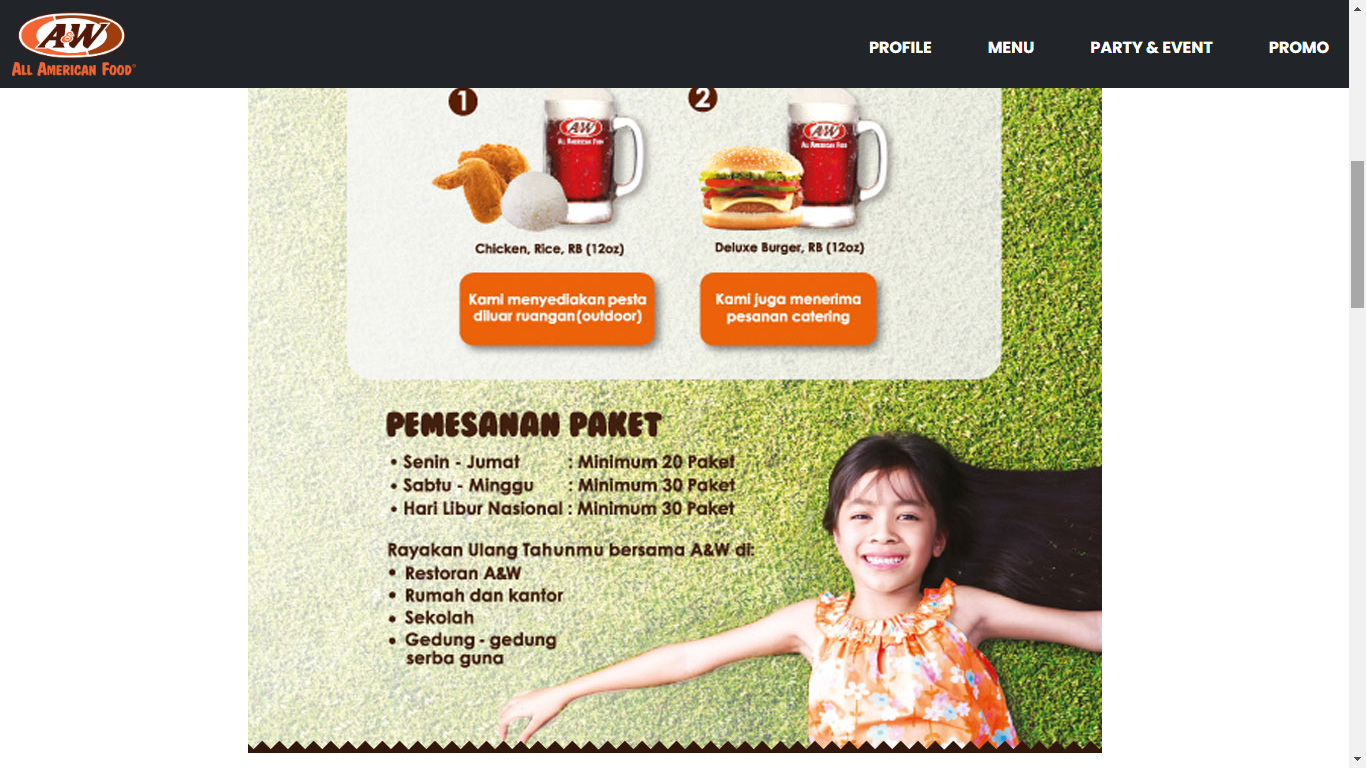 A&W
ALL AMERICAN FOOD
PROFILE
MENU
PARTY & EVENT
PROMO
1
2
A&W
ALL AMERICAN FOOD
A&W
ALL AMERICAN FOOD
Chicken, Rice, RB (12oz)
Deluxe Burger, RB (12oz)
Kami menyediakan pesta
diluar ruangan(outdoor)
Kami juga menerima
pesanan catering
PEMESANAN PAKET
• Senin - Jumat : Minimum 20 Paket
• Sabtu - Minggu : Minimum 30 Paket
• Hari Libur Nasional : Minimum 30 Paket
Rayakan Ulang Tahunmu bersama A&W di:
• Restoran A&W
• Rumah dan kantor
• Sekolah
• Gedung - gedung
serba guna